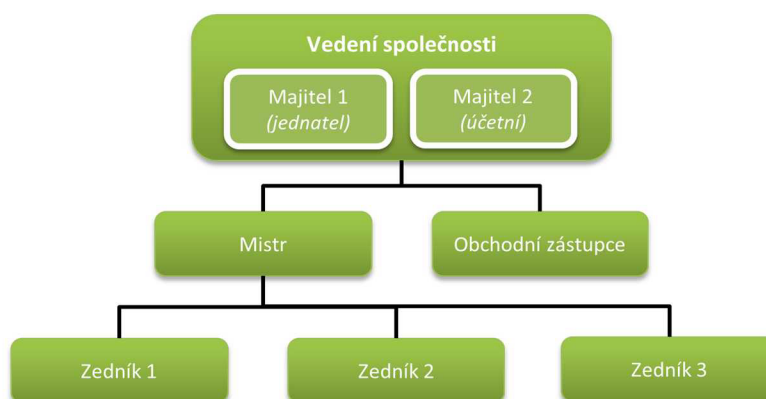 Vedení společnosti
Majitel 1
(jednatel)
Majitel 2
(účetní)
Mistr
Obchodní zástupce
Zedník 1
Zedník 2
Zedník 3